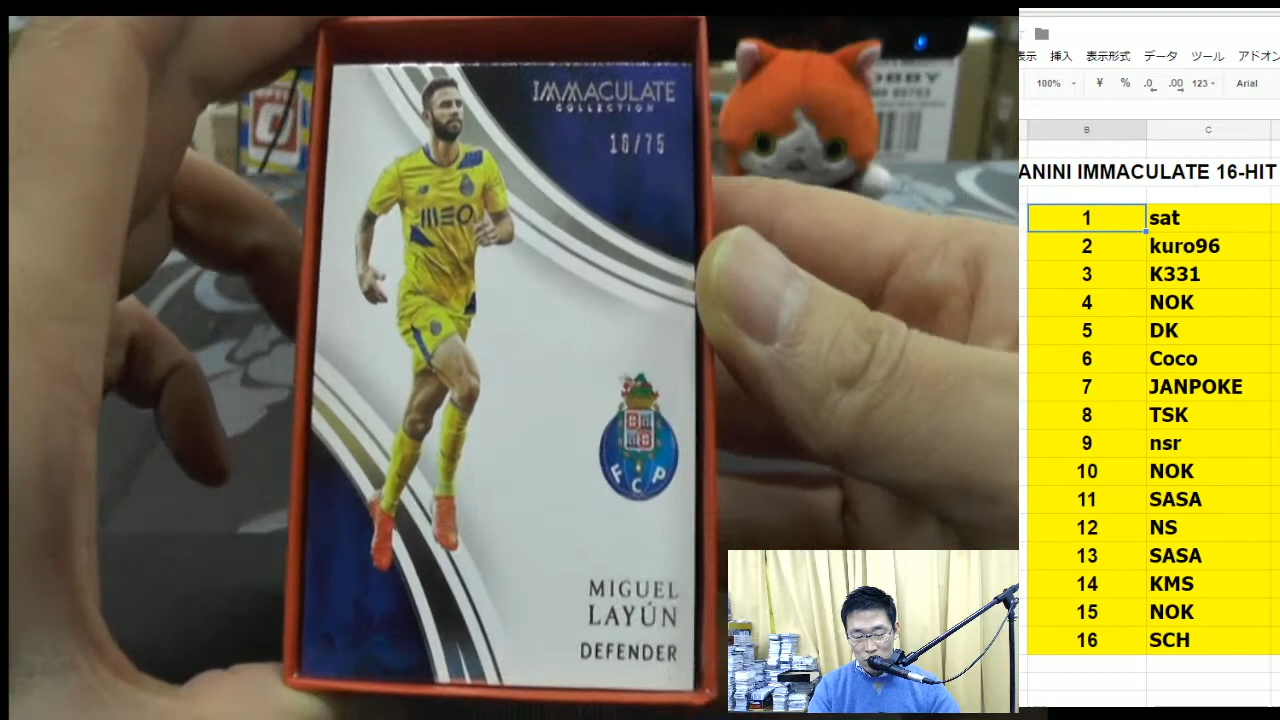 IMMACULATE
COLLECTION
16/75
MEO
FCP
MIGUEL
LAYÚN
DEFENDER
OBBY
表示 挿入 表示形式 データ ツール アドオン
100% ¥ % .0 .00 123 Arial
B C
ANINI IMMACULATE 16-HIT
1 sat
2 kuro96
3 K331
4 NOK
5 DK
6 Coco
7 JANPOKE
8 TSK
9 nsr
10 NOK
11 SASA
12 NS
13 SASA
14 KMS
15 NOK
16 SCH